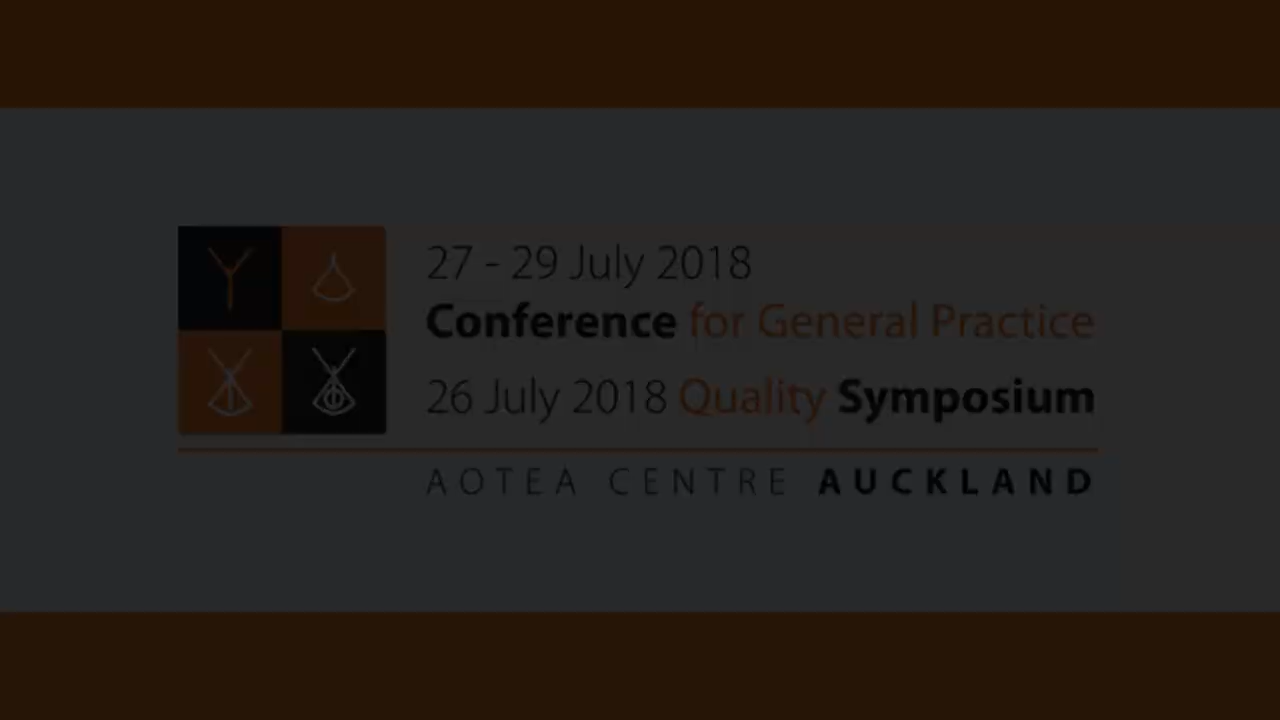 27 - 29 July 2018
Conference for General Practice
26 July 2018 Quality Symposium
AOTEA CENTRE AUCKLAND